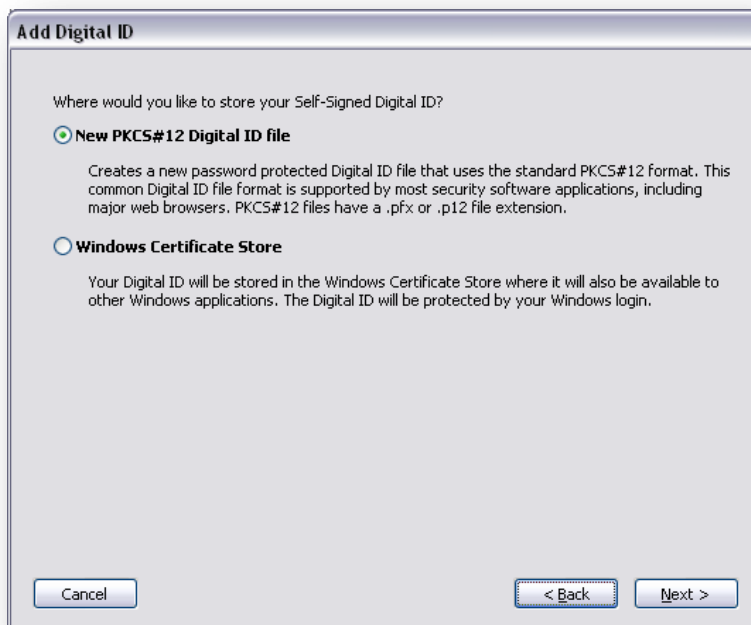 Add Digital ID
Where would you like to store your Self-Signed Digital ID?
New PKCS#12 Digital ID file
Creates a new password protected Digital ID file that uses the standard PKCS#12 format. This
common Digital ID file format is supported by most security software applications, including
major web browsers. PKCS#12 files have a .pfx or .p12 file extension.
Windows Certificate Store
Your Digital ID will be stored in the Windows Certificate Store where it will also be available to
other Windows applications. The Digital ID will be protected by your Windows login.
Cancel < Back Next >